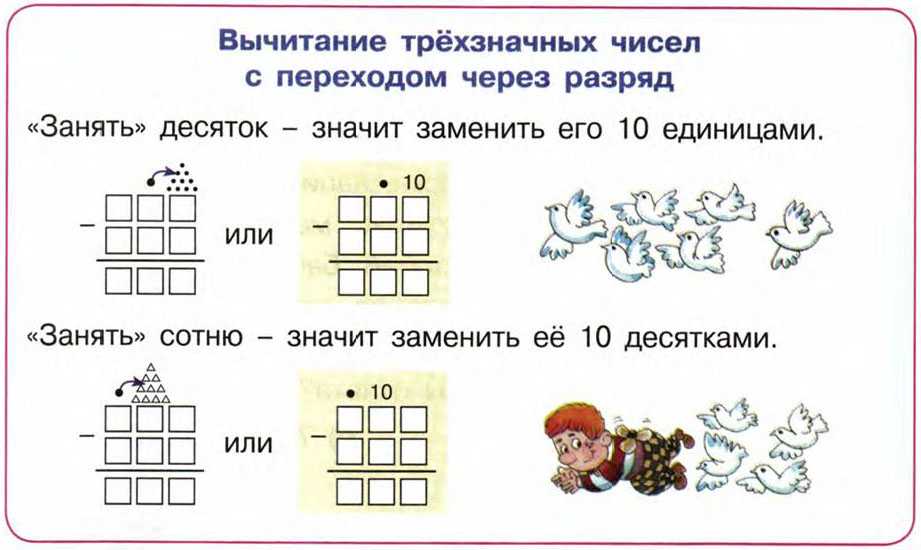 Вычитание трёхзначных чисел
с переходом через разряд
«Занять» десяток – значит заменить его 10 единицами.
или
• 10
«Занять» сотню – значит заменить её 10 десятками.
или
• 10